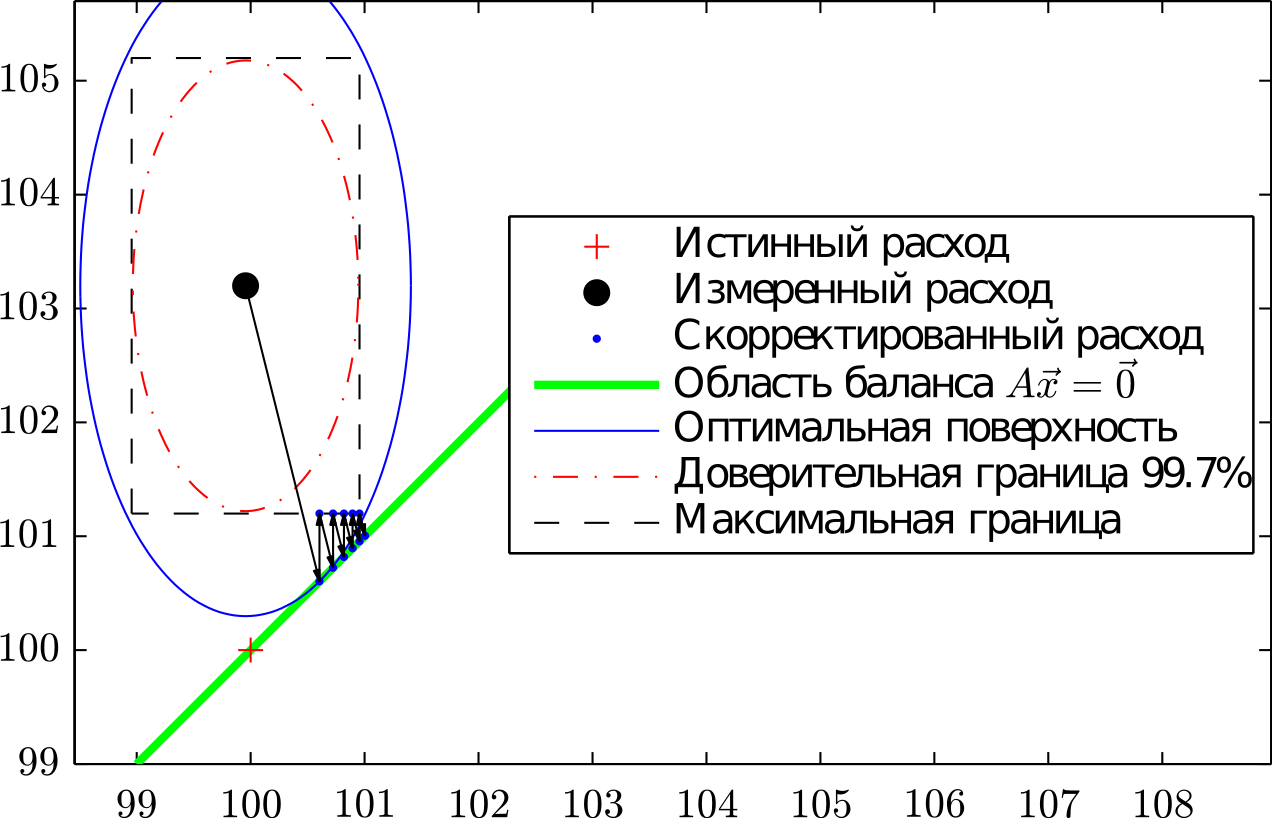 105
104
103
102
101
100
99
Истинный расход
Измеренный расход
Скорректированный расход
Область баланса $A\vec{x} = \vec{0}$
Оптимальная поверхность
Доверительная граница 99.7%
Максимальная граница
99 100 101 102 103 104 105 106 107 108